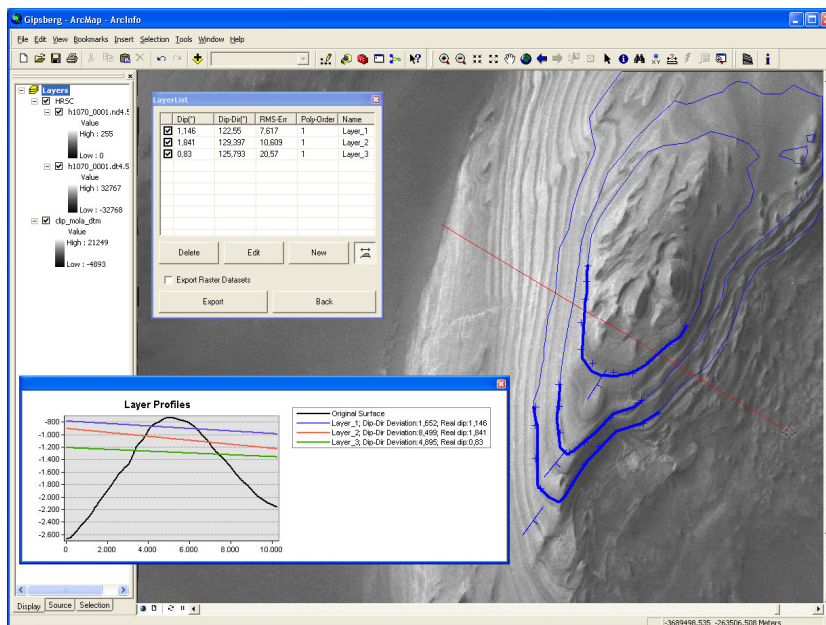 Gipsberg - ArcMap - ArcInfo
File Edit View Bookmarks Insert Selection Tools Window Help
Layers
HRSC
h1070_0001.nd4.5
Value
High : 255
Low : 0
h1070_0001.dt4.5
Value
High : 32767
Low : -32768
clip_mola_dtm
Value
High : 21249
Low : -4893
LayerList
Dip(°) Dip-Dir(°) RMS-Err Poly-Order Name
1,146 122,55 7,617 1 Layer_1
1,841 129,397 10,609 1 Layer_2
0,83 125,793 20,57 1 Layer_3
Delete Edit New
Export Raster Datasets
Export Back
Layer Profiles
-800
-1.000
-1.200
-1.400
-1.600
-1.800
-2.000
-2.200
-2.400
-2.600
0 2.000 4.000 6.000 8.000 10.000
Original Surface
Layer_1; Dip-Dir Deviation:1,652; Real dip:1,146
Layer_2; Dip-Dir Deviation:8,499; Real dip:1,841
Layer_3; Dip-Dir Deviation:4,895; Real dip:0,83
Display Source Selection
-3689498.535 -263506.508 Meters